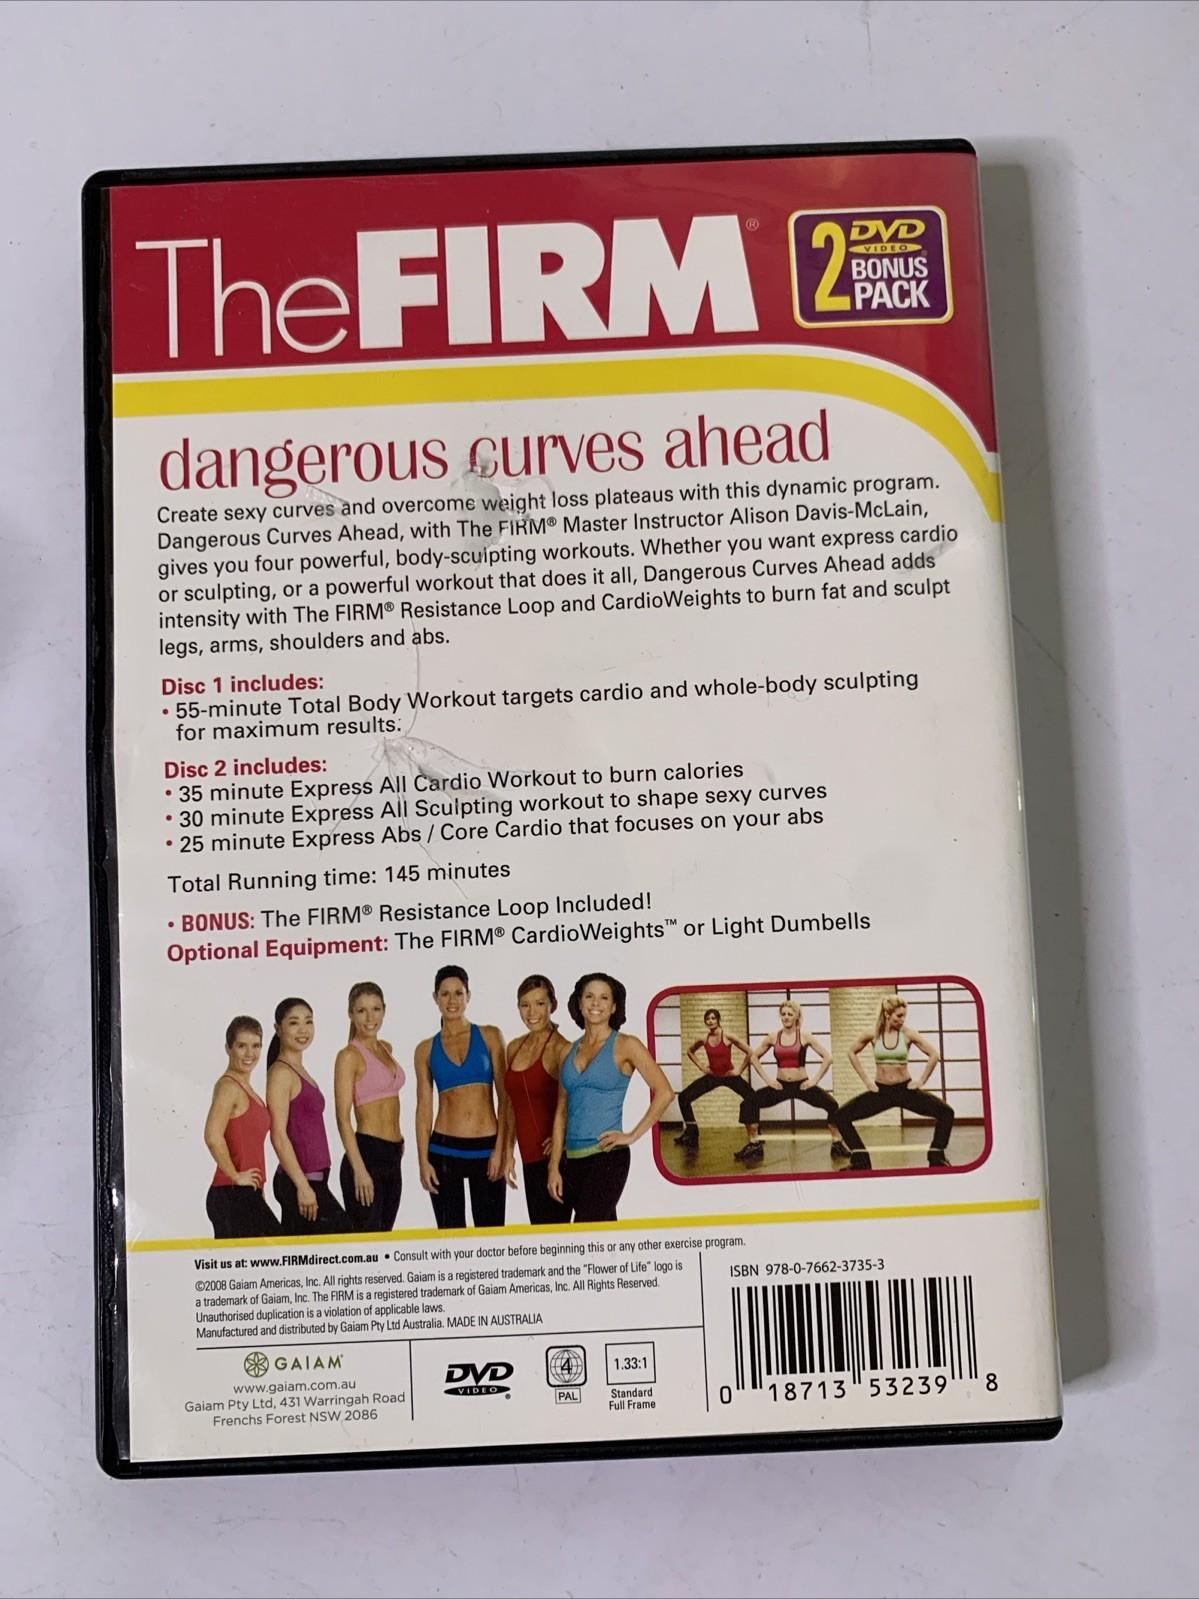 The FIRM®
2 DVD VIDEO BONUS PACK
dangerous curves ahead
Create sexy curves and overcome weight loss plateaus with this dynamic program.
Dangerous Curves Ahead, with The FIRM® Master Instructor Alison Davis-McLain,
gives you four powerful, body-sculpting workouts. Whether you want express cardio
or sculpting, or a powerful workout that does it all, Dangerous Curves Ahead adds
intensity with The FIRM® Resistance Loop and CardioWeights to burn fat and sculpt
legs, arms, shoulders and abs.
Disc 1 includes:
• 55-minute Total Body Workout targets cardio and whole-body sculpting
for maximum results.
Disc 2 includes:
• 35 minute Express All Cardio Workout to burn calories
• 30 minute Express All Sculpting workout to shape sexy curves
• 25 minute Express Abs / Core Cardio that focuses on your abs
Total Running time: 145 minutes
• BONUS: The FIRM® Resistance Loop Included!
Optional Equipment: The FIRM® CardioWeights™ or Light Dumbells
Visit us at: www.FIRMdirect.com.au • Consult with your doctor before beginning this or any other exercise program.
©2008 Gaiam Americas, Inc. All rights reserved. Gaiam is a registered trademark and the "Flower of Life" logo is
a trademark of Gaiam, Inc. The FIRM is a registered trademark of Gaiam Americas, Inc. All Rights Reserved.
Unauthorised duplication is a violation of applicable laws.
Manufactured and distributed by Gaiam Pty Ltd Australia. MADE IN AUSTRALIA
GAIAM®
www.gaiam.com.au
Gaiam Pty Ltd, 431 Warringah Road
Frenchs Forest NSW 2086
DVD VIDEO®
4
PAL
1.33:1
Standard
Full Frame
ISBN 978-0-7662-3735-3
0 18713 53239 8